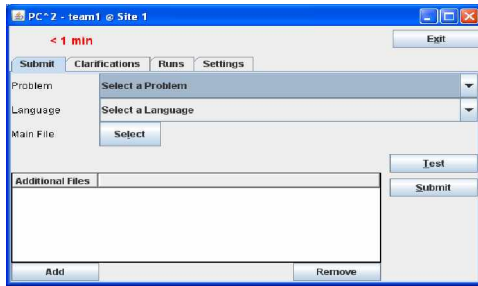 PC^2 - team1 @ Site 1
< 1 min
Exit
Submit Clarifications Runs Settings
Problem Select a Problem
Language Select a Language
Main File Select
Test
Additional Files
Submit
Add Remove